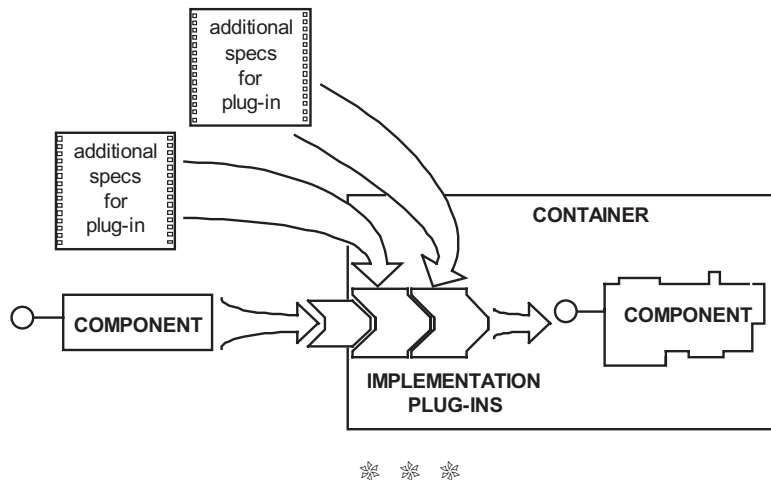 additional
specs
for
plug-in
additional
specs
for
plug-in
CONTAINER
COMPONENT
COMPONENT
IMPLEMENTATION
PLUG-INS